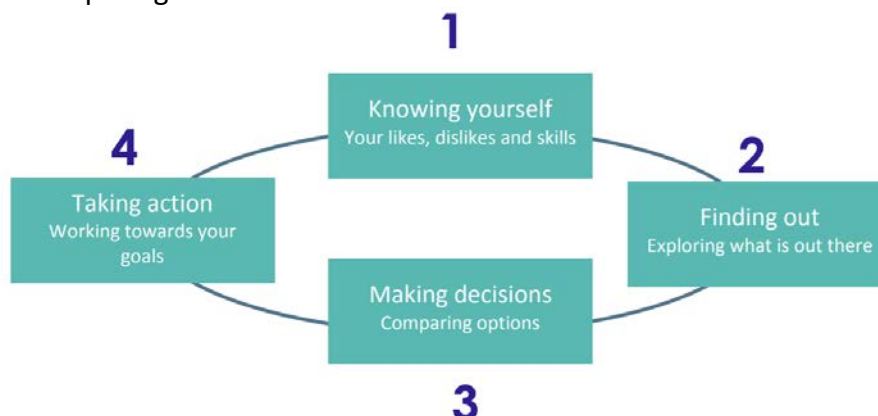 1
Knowing yourself
Your likes, dislikes and skills
2
Finding out
Exploring what is out there
3
Making decisions
Comparing options
4
Taking action
Working towards your
goals